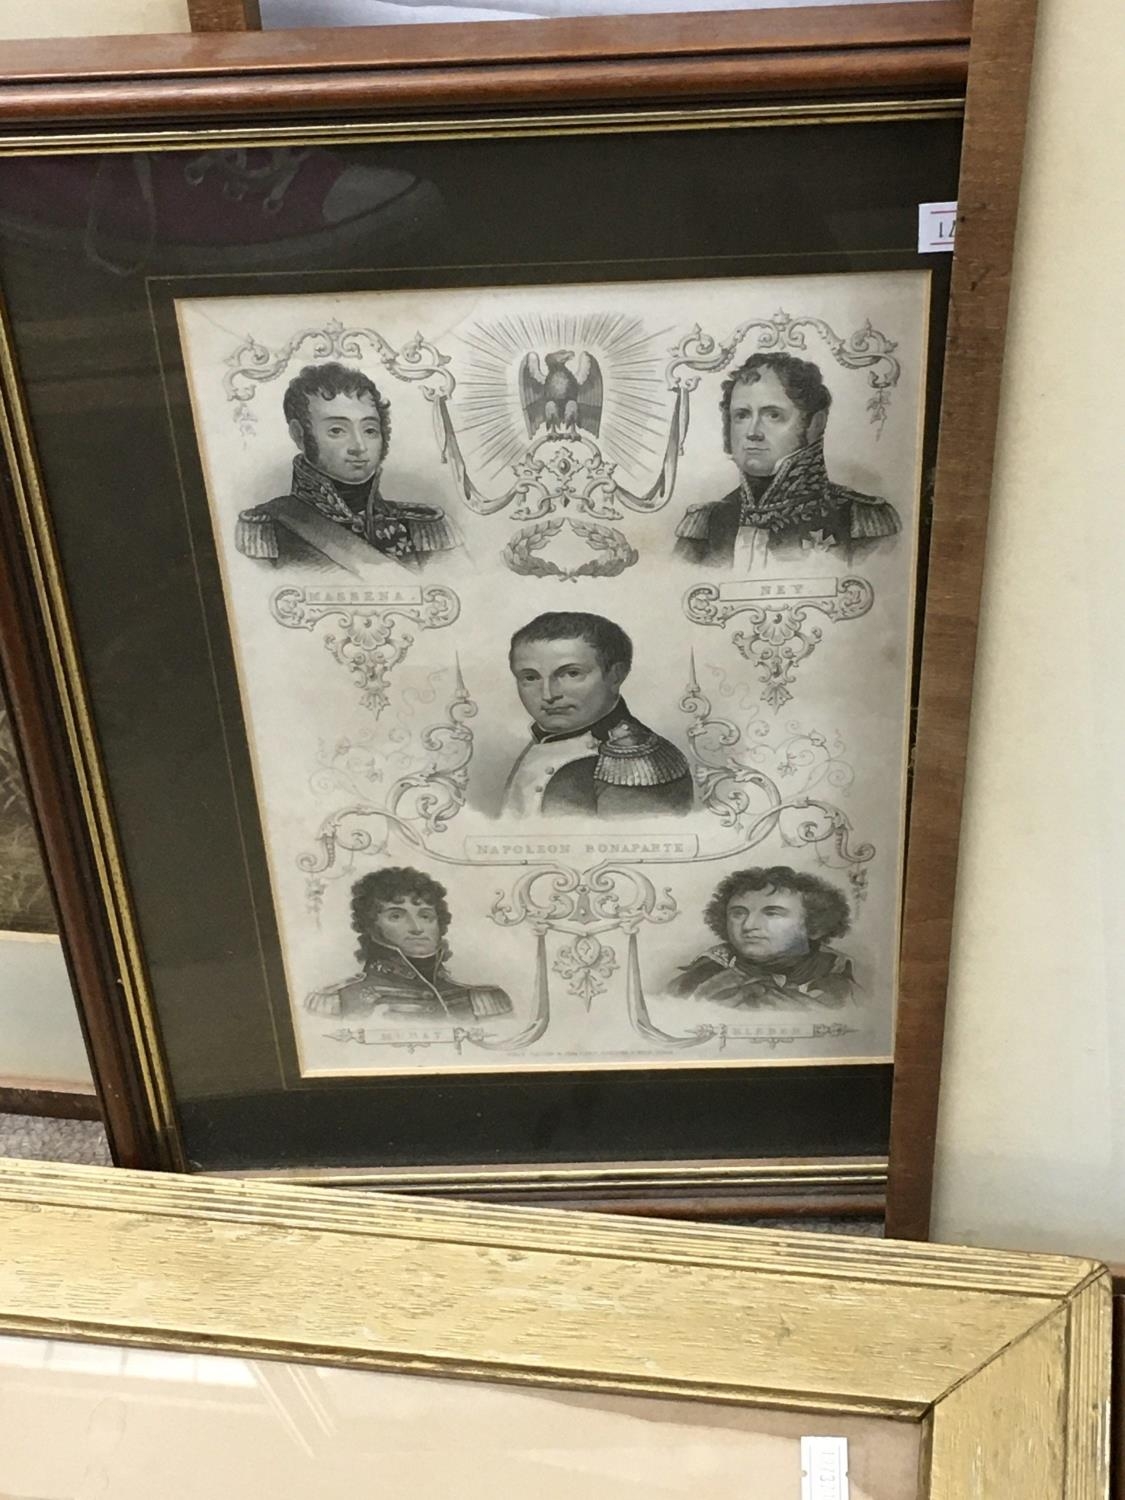 MASSENA.
NEY.
NAPOLEON BONAPARTE.
MURAT
KLEBER.